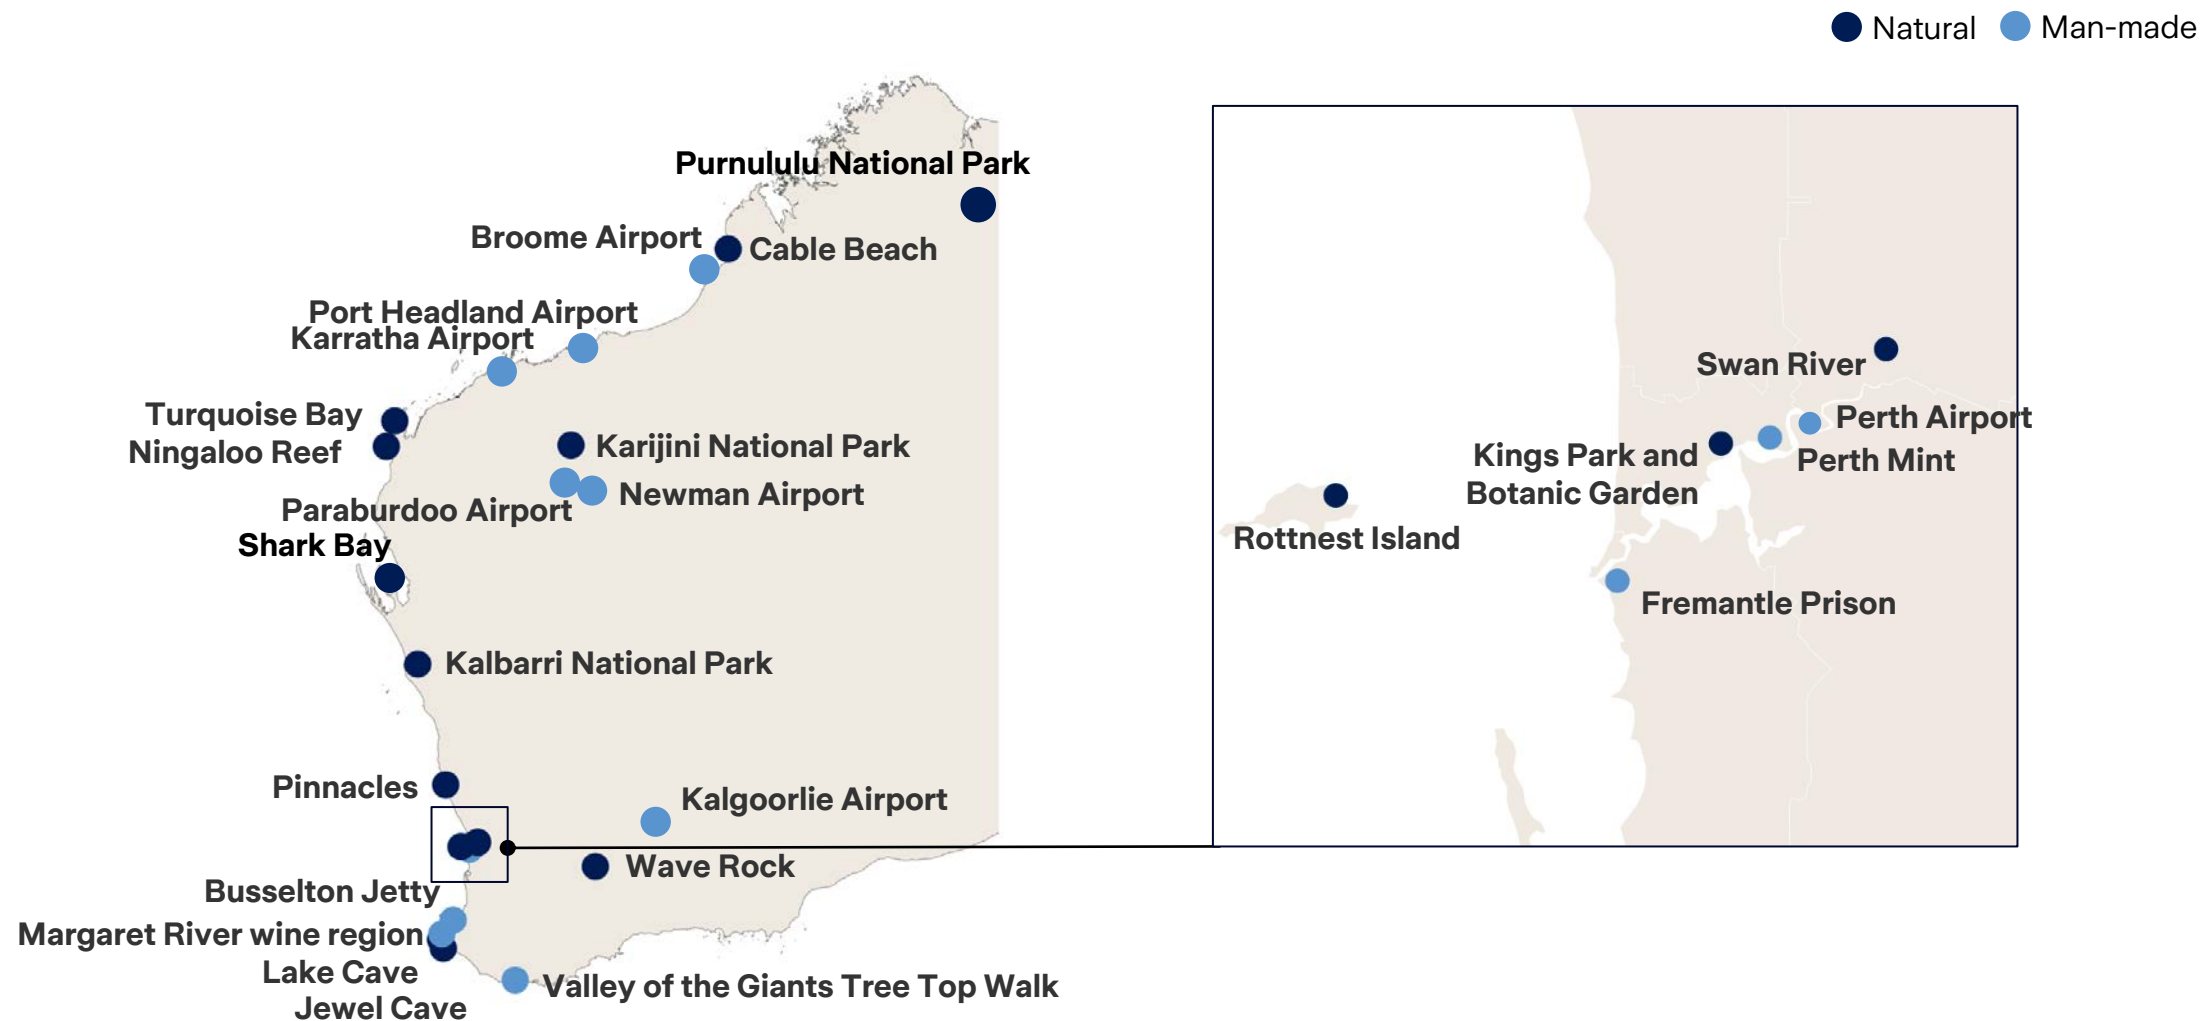 Natural
Man-made
Purnululu National Park
Broome Airport
Cable Beach
Port Headland Airport
Karratha Airport
Turquoise Bay
Ningaloo Reef
Karijini National Park
Newman Airport
Paraburdoo Airport
Shark Bay
Kalbarri National Park
Pinnacles
Kalgoorlie Airport
Wave Rock
Busselton Jetty
Margaret River wine region
Lake Cave
Jewel Cave
Valley of the Giants Tree Top Walk
Swan River
Perth Airport
Perth Mint
Kings Park and
Botanic Garden
Rottnest Island
Fremantle Prison